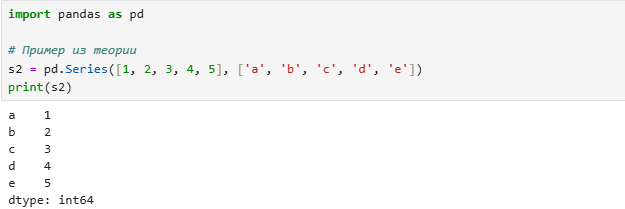 import pandas as pd
# Пример из теории
s2 = pd.Series([1, 2, 3, 4, 5], ['a', 'b', 'c', 'd', 'e'])
print(s2)
a    1
b    2
c    3
d    4
e    5
dtype: int64